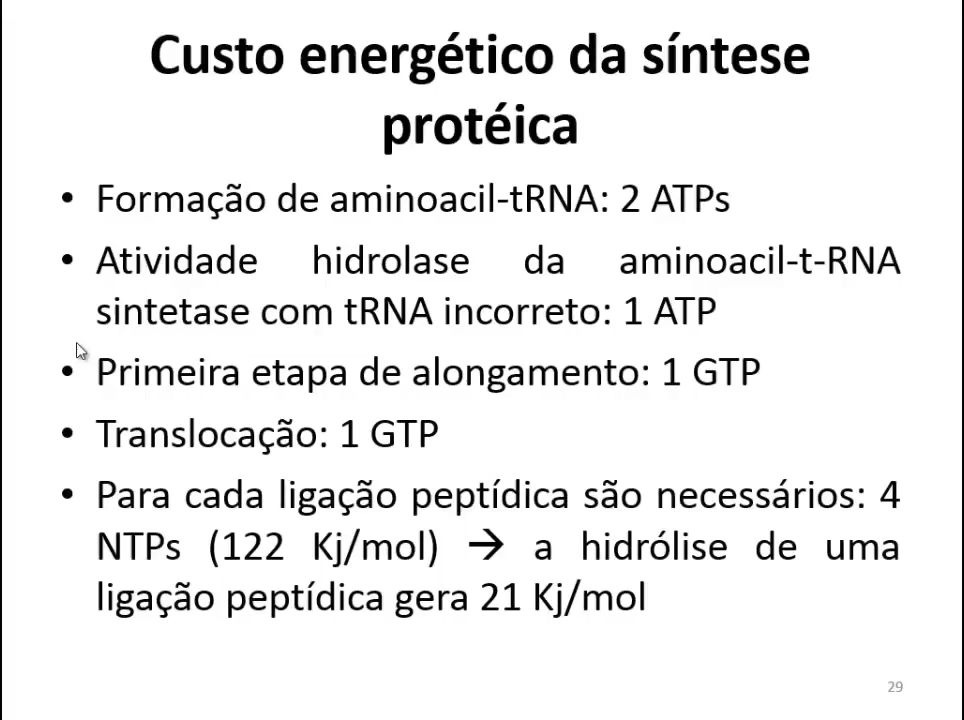 Custo energético da síntese
protéica
• Formação de aminoacil-tRNA: 2 ATPs
• Atividade hidrolase da aminoacil-t-RNA
sintetase com tRNA incorreto: 1 ATP
• Primeira etapa de alongamento: 1 GTP
• Translocação: 1 GTP
• Para cada ligação peptídica são necessários: 4
NTPs (122 Kj/mol) → a hidrólise de uma
ligação peptídica gera 21 Kj/mol
29